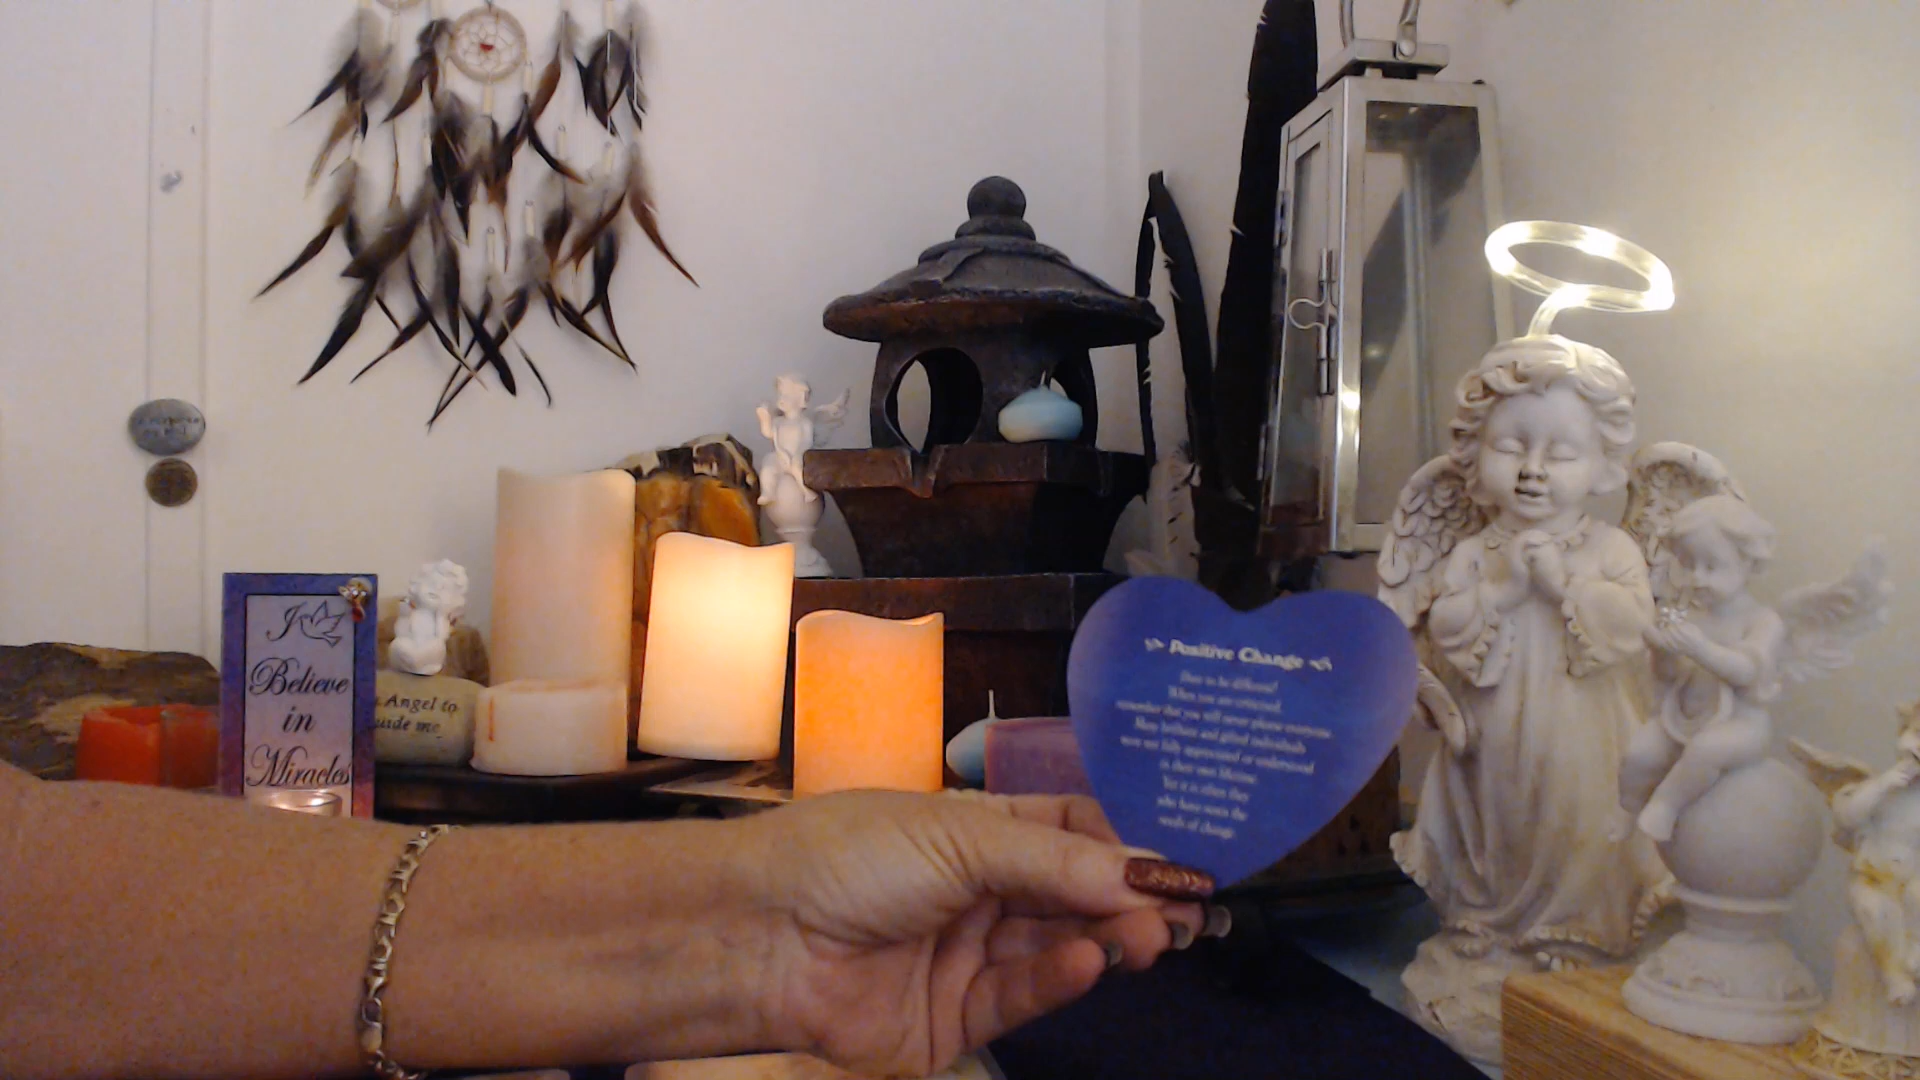 I
Believe
in
Miracles
Angel to
guide me
Positive Change
Dare to be different!
When you are criticized,
remember that you will never please everyone.
Many brilliant and gifted individuals
were not fully appreciated or understood
in their own lifetime.
Yet it is often they
who have sown the
seeds of change.